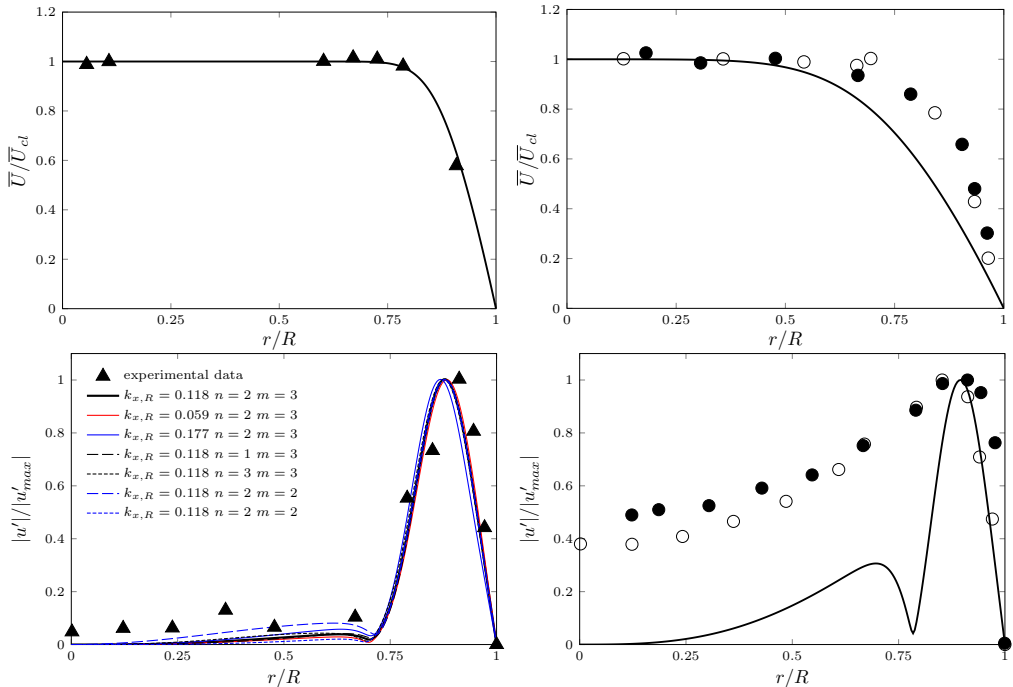 1.2
1
0.8
0.6
0.4
0.2
0
0 0.25 0.5 0.75 1
r/R
U̅/U̅_cl
1.2
1
0.8
0.6
0.4
0.2
0
0 0.25 0.5 0.75 1
r/R
U̅/U̅_cl
1
0.8
0.6
0.4
0.2
0
0 0.25 0.5 0.75 1
r/R
|u′|/|u′_max|
experimental data
k_x,R = 0.118 n = 2 m = 3
k_x,R = 0.059 n = 2 m = 3
k_x,R = 0.177 n = 2 m = 3
k_x,R = 0.118 n = 1 m = 3
k_x,R = 0.118 n = 3 m = 3
k_x,R = 0.118 n = 2 m = 2
k_x,R = 0.118 n = 2 m = 2
1
0.8
0.6
0.4
0.2
0
0 0.25 0.5 0.75 1
r/R
|u′|/|u′_max|